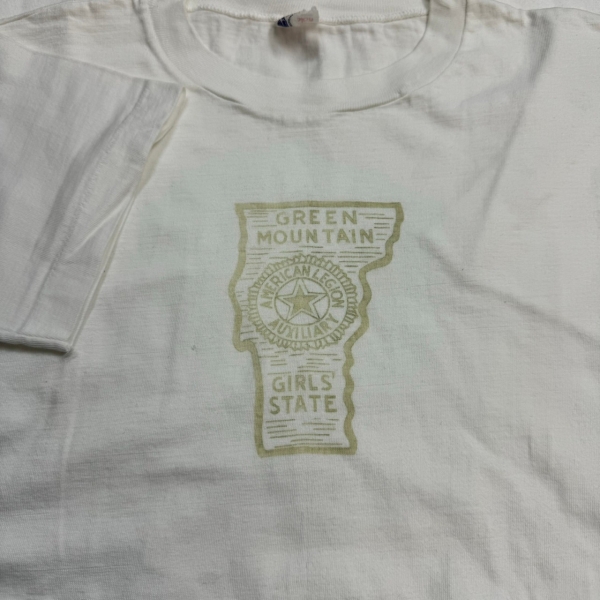 GREEN
MOUNTAIN
AMERICAN LEGION
AUXILIARY
GIRLS'
STATE